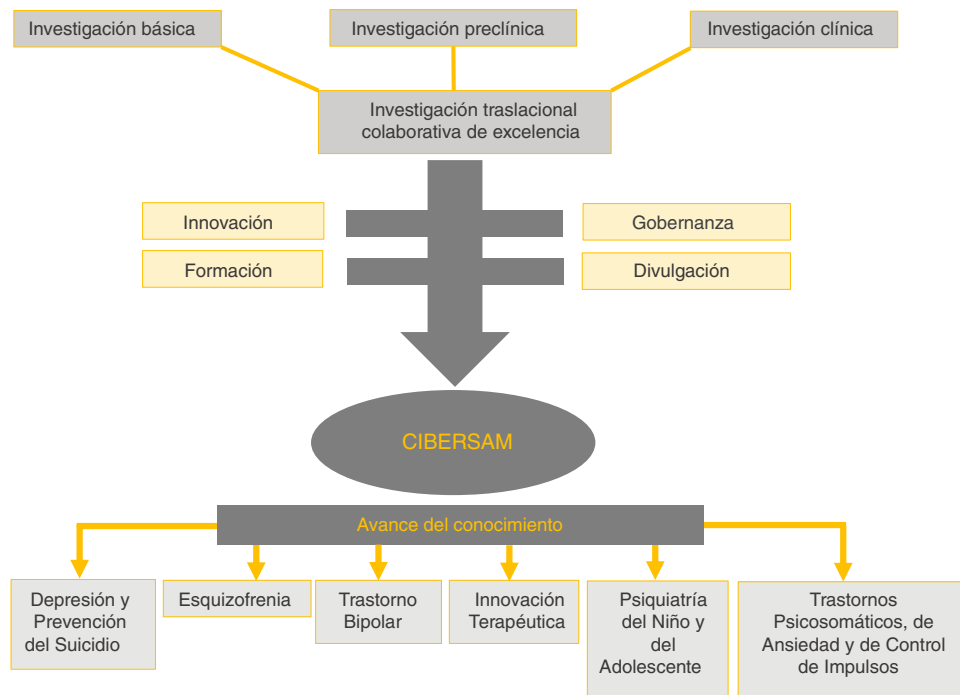 Investigación básica
Investigación preclínica
Investigación clínica
Investigación traslacional
colaborativa de excelencia
Innovación
Gobernanza
Formación
Divulgación
CIBERSAM
Avance del conocimiento
Depresión y
Prevención
del Suicidio
Esquizofrenia
Trastorno
Bipolar
Innovación
Terapéutica
Psiquiatría
del Niño y
del
Adolescente
Trastornos
Psicosomáticos, de
Ansiedad y de Control
de Impulsos